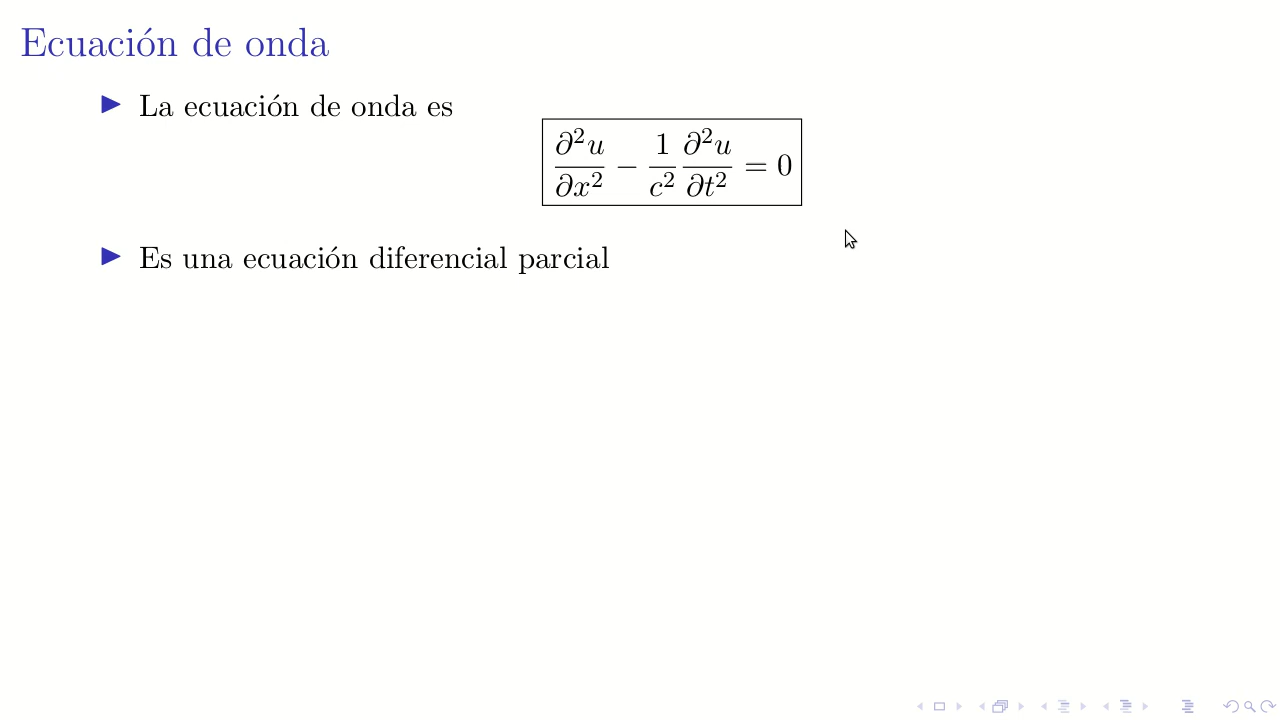 Ecuación de onda
▶ La ecuación de onda es
∂²u/∂x² − 1/c² ∂²u/∂t² = 0
▶ Es una ecuación diferencial parcial